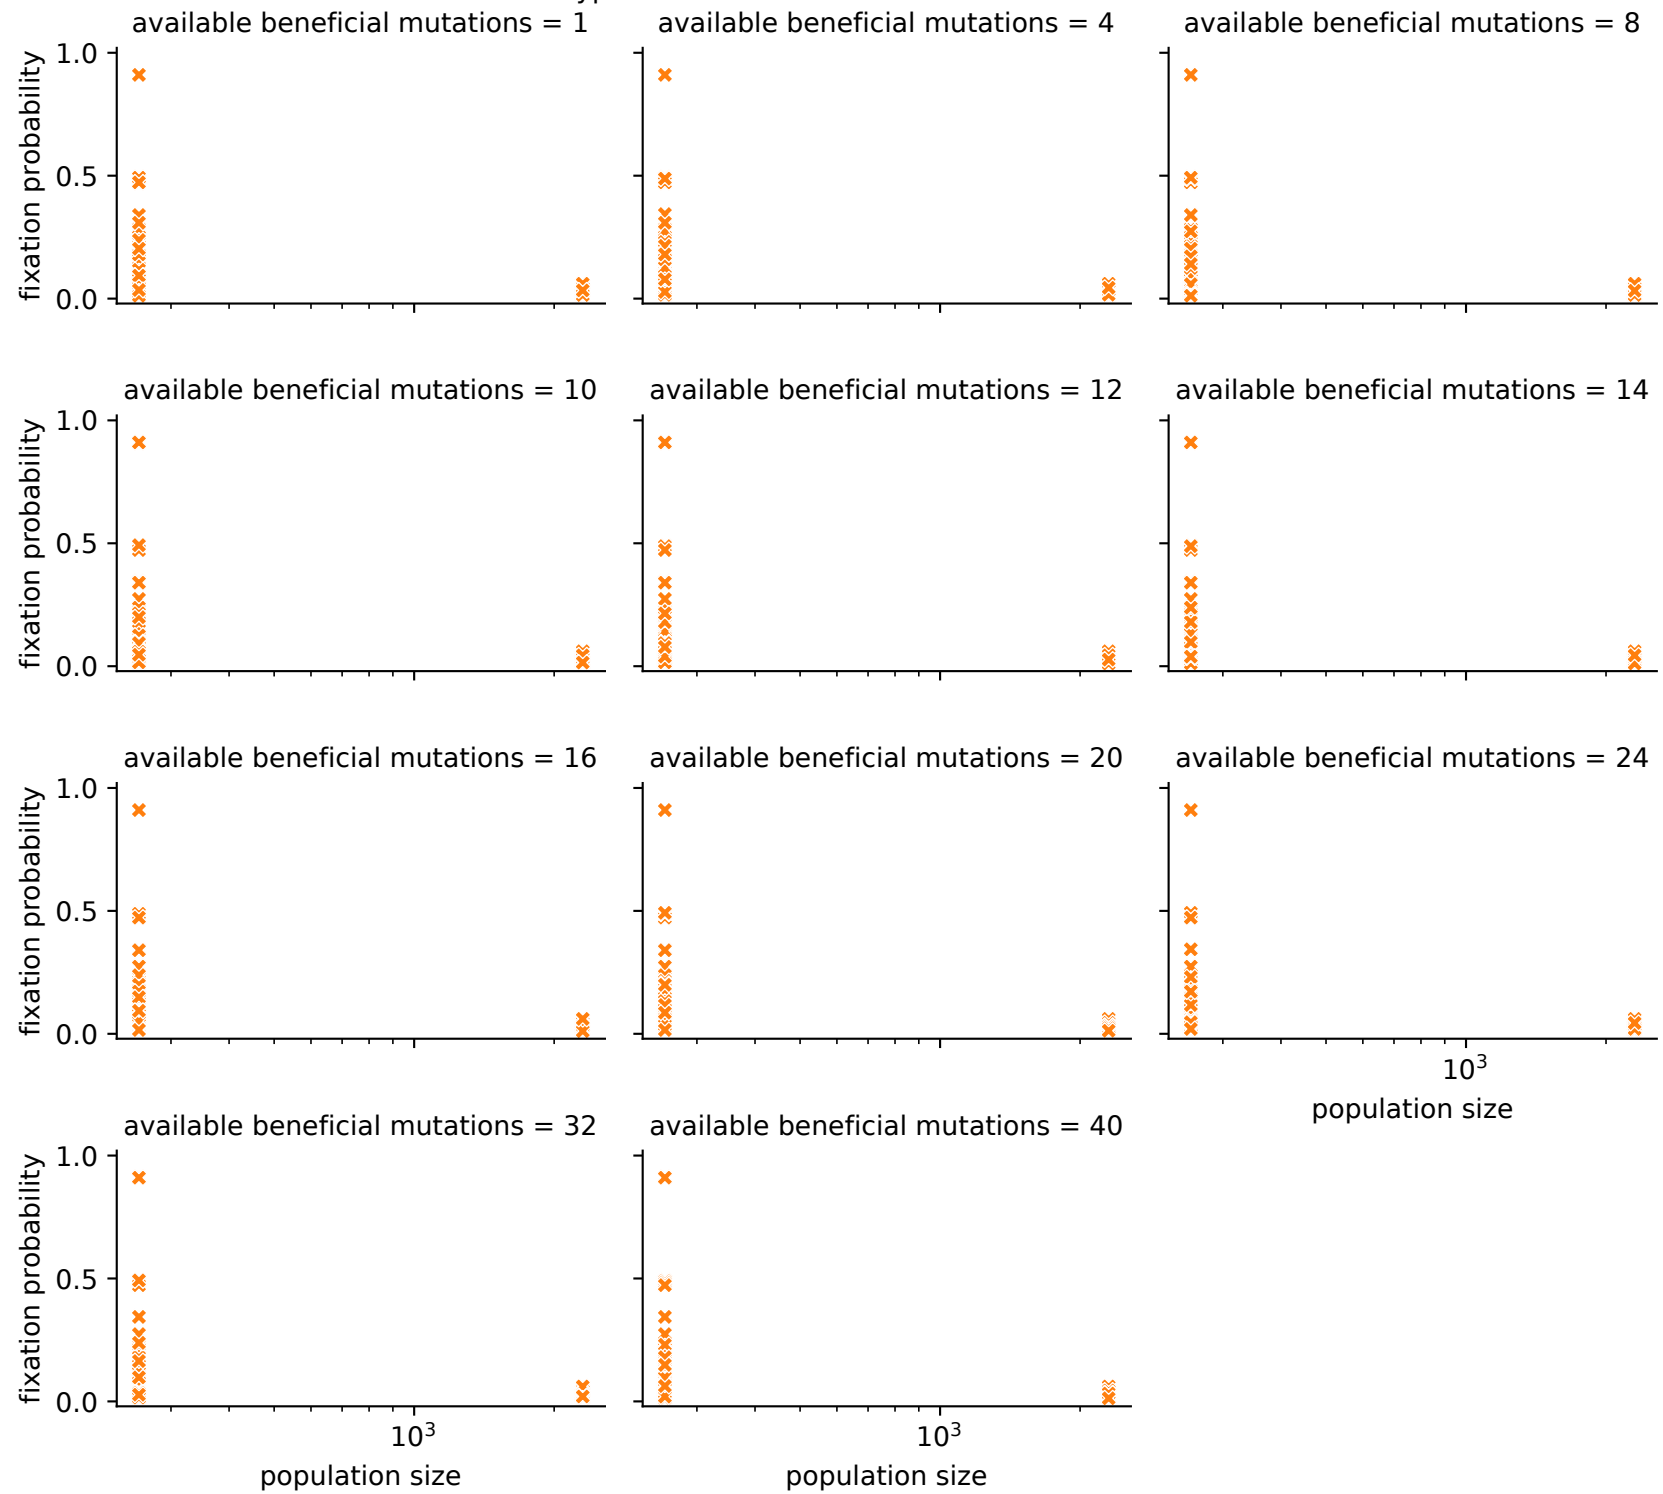 available beneficial mutations = 1
available beneficial mutations = 4
available beneficial mutations = 8
1.0
0.5
0.0
fixation probability
available beneficial mutations = 10
available beneficial mutations = 12
available beneficial mutations = 14
1.0
0.5
0.0
fixation probability
available beneficial mutations = 16
available beneficial mutations = 20
available beneficial mutations = 24
1.0
0.5
0.0
fixation probability
10³
population size
available beneficial mutations = 32
available beneficial mutations = 40
1.0
0.5
0.0
fixation probability
10³
10³
population size
population size